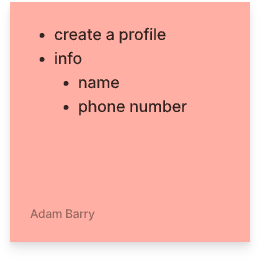 • create a profile
• info
• name
• phone number
Adam Barry